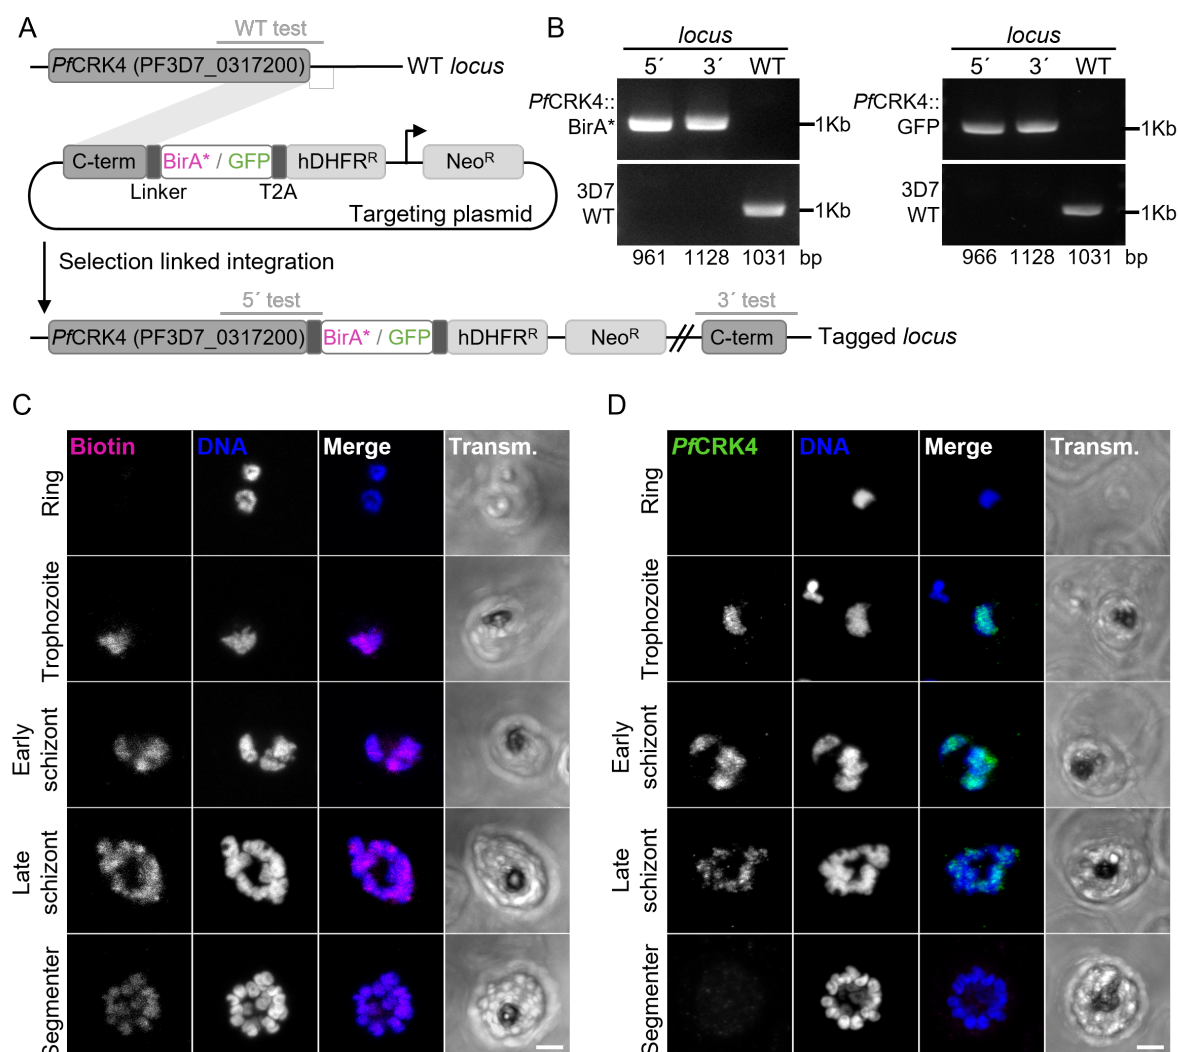 A
WT test
PfCRK4 (PF3D7_0317200)
WT locus
C-term
BirA* / GFP
hDHFRᴿ
Neoᴿ
Linker
T2A
Targeting plasmid
Selection linked integration
5´ test
3´ test
PfCRK4 (PF3D7_0317200)
BirA* / GFP
hDHFRᴿ
Neoᴿ
C-term
Tagged locus
B
locus
5´ 3´ WT
PfCRK4::
BirA*
1Kb
3D7
WT
1Kb
961 1128 1031 bp
locus
5´ 3´ WT
PfCRK4::
GFP
1Kb
3D7
WT
1Kb
966 1128 1031 bp
C
Biotin DNA Merge Transm.
Ring
Trophozoite
Early
schizont
Late
schizont
Segmenter
D
PfCRK4 DNA Merge Transm.
Ring
Trophozoite
Early
schizont
Late
schizont
Segmenter